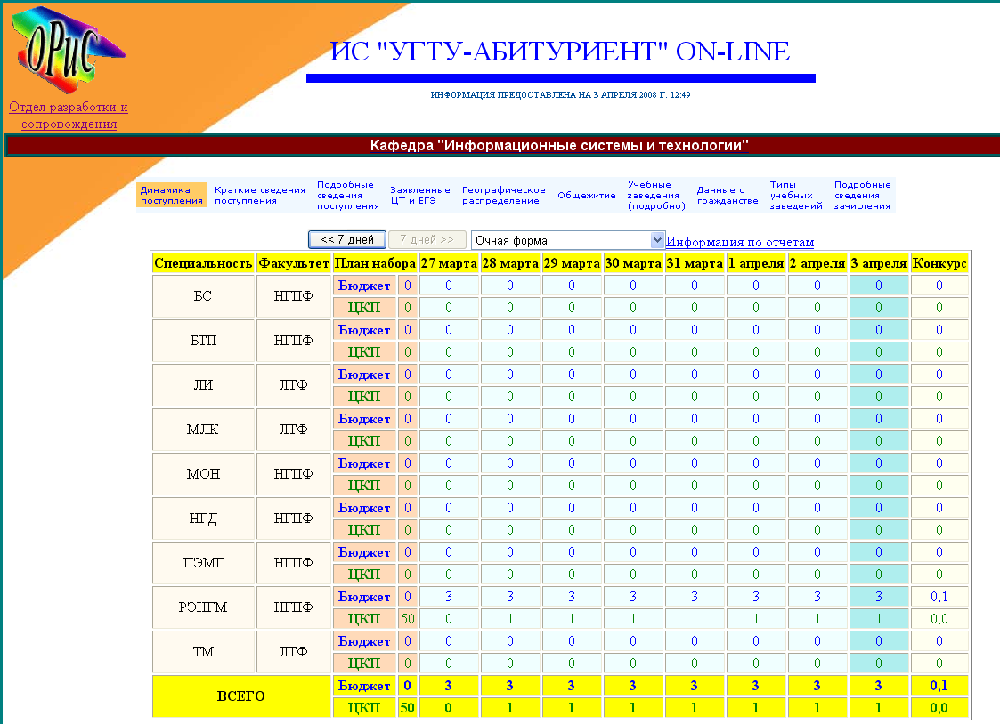 ОРиС
Отдел разработки и
сопровождения
ИС "УГТУ-АБИТУРИЕНТ" ON-LINE
ИНФОРМАЦИЯ ПРЕДОСТАВЛЕНА НА 3 АПРЕЛЯ 2008 Г. 12:49
Кафедра "Информационные системы и технологии"
Динамика поступления Краткие сведения поступления Подробные сведения поступления Заявленные ЦТ и ЕГЭ Географическое распределение Общежитие Учебные заведения (подробно) Данные о гражданстве Типы учебных заведений Подробные сведения зачисления
<< 7 дней 7 дней >> Очная форма Информация по отчетам
Специальность Факультет План набора 27 марта 28 марта 29 марта 30 марта 31 марта 1 апреля 2 апреля 3 апреля Конкурс
БС НГПФ Бюджет 0 0 0 0 0 0 0 0 0 0
ЦКП 0 0 0 0 0 0 0 0 0 0
БТП НГПФ Бюджет 0 0 0 0 0 0 0 0 0 0
ЦКП 0 0 0 0 0 0 0 0 0 0
ЛИ ЛТФ Бюджет 0 0 0 0 0 0 0 0 0 0
ЦКП 0 0 0 0 0 0 0 0 0 0
МЛК ЛТФ Бюджет 0 0 0 0 0 0 0 0 0 0
ЦКП 0 0 0 0 0 0 0 0 0 0
МОН НГПФ Бюджет 0 0 0 0 0 0 0 0 0 0
ЦКП 0 0 0 0 0 0 0 0 0 0
НГД НГПФ Бюджет 0 0 0 0 0 0 0 0 0 0
ЦКП 0 0 0 0 0 0 0 0 0 0
ПЭМГ НГПФ Бюджет 0 0 0 0 0 0 0 0 0 0
ЦКП 0 0 0 0 0 0 0 0 0 0
РЭНГМ НГПФ Бюджет 0 3 3 3 3 3 3 3 3 0,1
ЦКП 50 0 1 1 1 1 1 1 1 0,0
ТМ ЛТФ Бюджет 0 0 0 0 0 0 0 0 0 0
ЦКП 0 0 0 0 0 0 0 0 0 0
ВСЕГО Бюджет 0 3 3 3 3 3 3 3 3 0,1
ЦКП 50 0 1 1 1 1 1 1 1 0,0